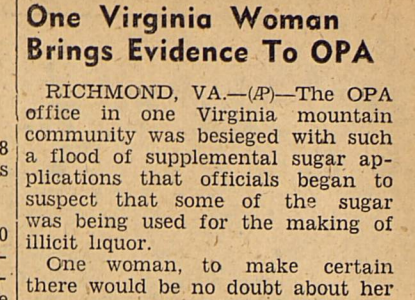 One Virginia Woman
Brings Evidence To OPA
RICHMOND, VA.—(AP)—The OPA
office in one Virginia mountain
community was besieged with such
a flood of supplemental sugar ap-
plications that officials began to
suspect that some of the sugar
was being used for the making of
illicit liquor.
One woman, to make certain
there would be no doubt about her
8
s
0